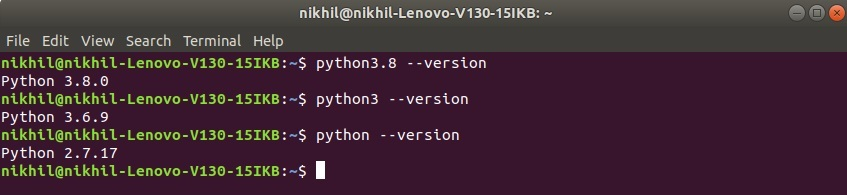 nikhil@nikhil-Lenovo-V130-15IKB: ~
File Edit View Search Terminal Help
nikhil@nikhil-Lenovo-V130-15IKB:~$ python3.8 --version
Python 3.8.0
nikhil@nikhil-Lenovo-V130-15IKB:~$ python3 --version
Python 3.6.9
nikhil@nikhil-Lenovo-V130-15IKB:~$ python --version
Python 2.7.17
nikhil@nikhil-Lenovo-V130-15IKB:~$